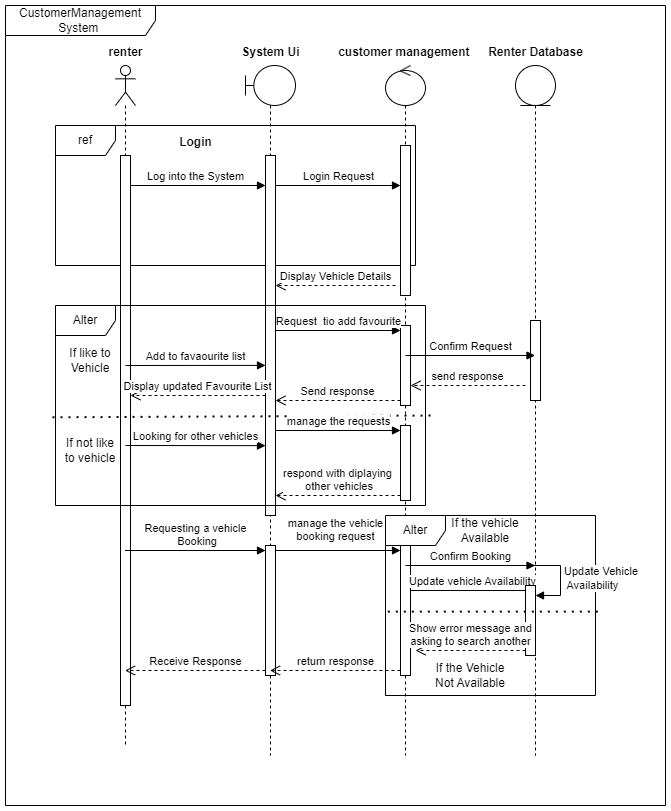 CustomerManagement
System
renter
System Ui
customer management
Renter Database
ref
Login
Log into the System
Login Request
Display Vehicle Details
Alter
Request  tio add favourite
If like to
Vehicle
Add to favaourite list
Confirm Request
send response
Display updated Favourite List
Send response
manage the requests
If not like
to vehicle
Looking for other vehicles
respond with diplaying
other vehicles
Requesting a vehicle
Booking
manage the vehicle
booking request
Alter
If the vehicle
Available
Confirm Booking
Update Vehicle
Availability
Update vehicle Availability
Show error message and
asking to search another
Receive Response
return response
If the Vehicle
Not Available